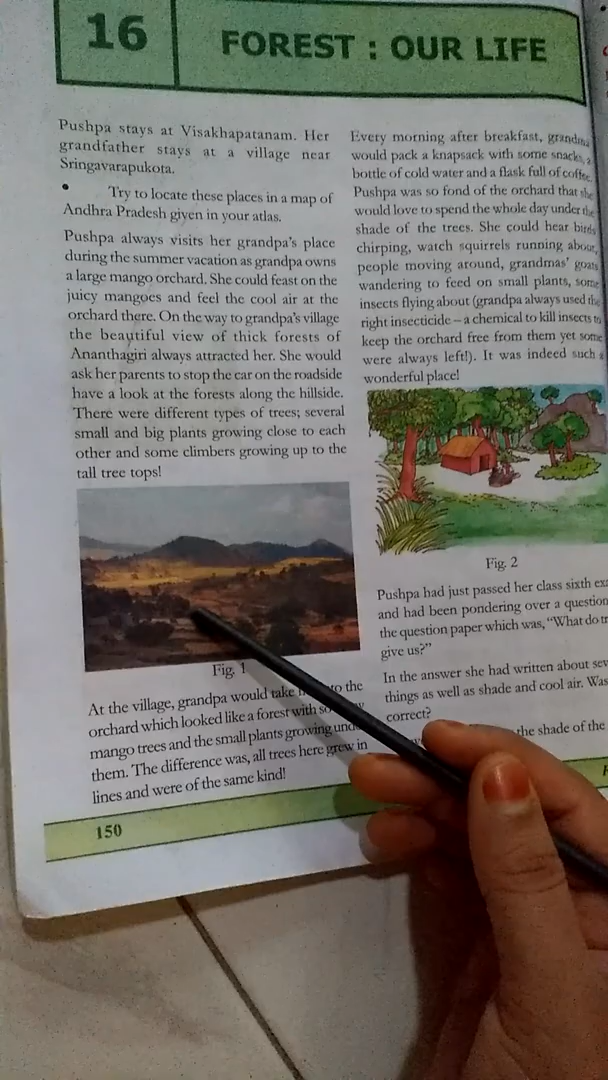 16
FOREST : OUR LIFE
Pushpa stays at Visakhapatanam. Her
grandfather stays at a village near
Sringavarapukota.
• Try to locate these places in a map of
Andhra Pradesh given in your atlas.
Pushpa always visits her grandpa's place
during the summer vacation as grandpa owns
a large mango orchard. She could feast on the
juicy mangoes and feel the cool air at the
orchard there. On the way to grandpa's village
the beautiful view of thick forests of
Ananthagiri always attracted her. She would
ask her parents to stop the car on the roadside
have a look at the forests along the hillside.
There were different types of trees; several
small and big plants growing close to each
other and some climbers growing up to the
tall tree tops!
Fig. 1
At the village, grandpa would take to the
orchard which looked like a forest with
mango trees and the small plants growing
them. The difference was, all trees here grew in
lines and were of the same kind!
150
Every morning after breakfast, grandma
would pack a knapsack with some snacks, a
bottle of cold water and a flask full of coffee.
Pushpa was so fond of the orchard that she
would love to spend the whole day under the
shade of the trees. She could hear birds
chirping, watch squirrels running about,
people moving around, grandmas' goats
wandering to feed on small plants, some
insects flying about (grandpa always used the
right insecticide – a chemical to kill insects to
keep the orchard free from them yet some
were always left!). It was indeed such a
wonderful place!
Fig. 2
Pushpa had just passed her class sixth
and had been pondering over a question
the question paper which was, "What do
give us?"
In the answer she had written about
things as well as shade and cool air. Was
correct?
the shade of the